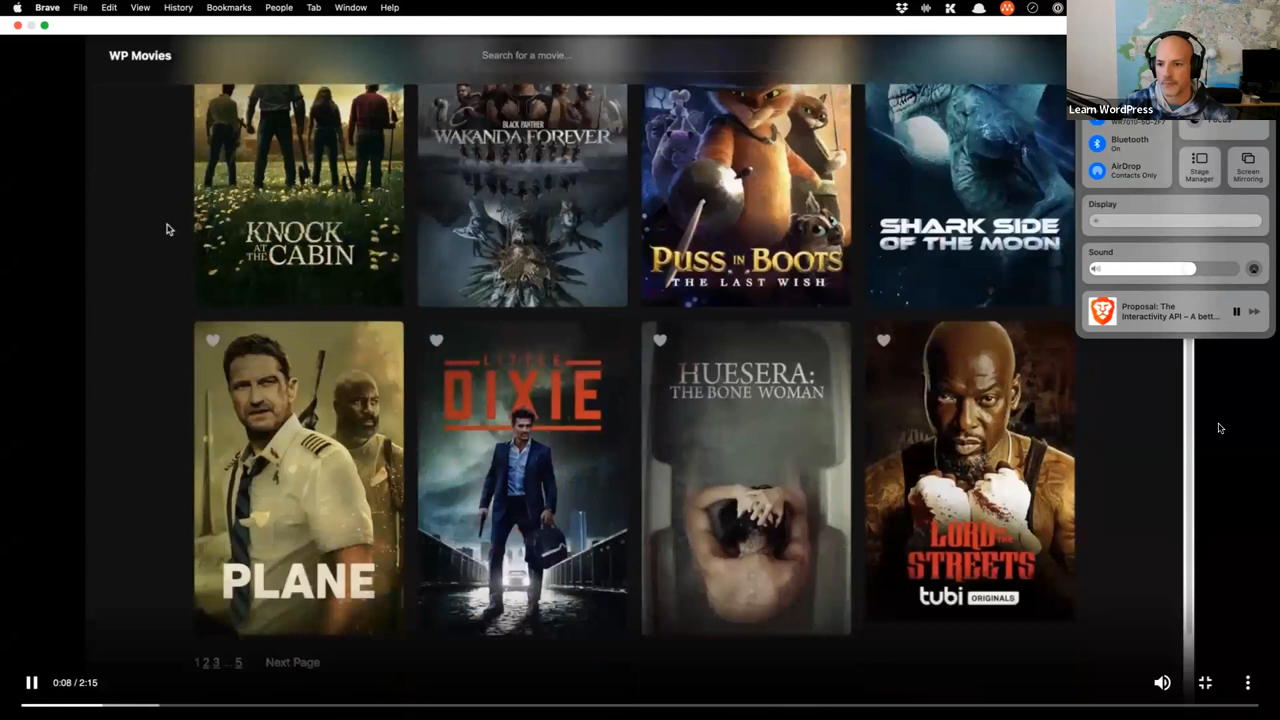 Brave File Edit View History Bookmarks People Tab Window Help
WP Movies
Search for a movie...
Learn WordPress
Bluetooth
On
AirDrop
Contacts Only
Stage
Manager
Screen
Mirroring
Display
Sound
Proposal: The
Interactivity API – A bett...
KNOCK
AT
THE CABIN
BLACK PANTHER
WAKANDA FOREVER
PUSS IN BOOTS
THE LAST WISH
SHARK SIDE
OF THE MOON
PLANE
LITTLE
DIXIE
HUESERA:
THE BONE WOMAN
LORD OF THE
STREETS
tubi ORIGINALS
1 2 3 ... 5 Next Page
0:08 / 2:15